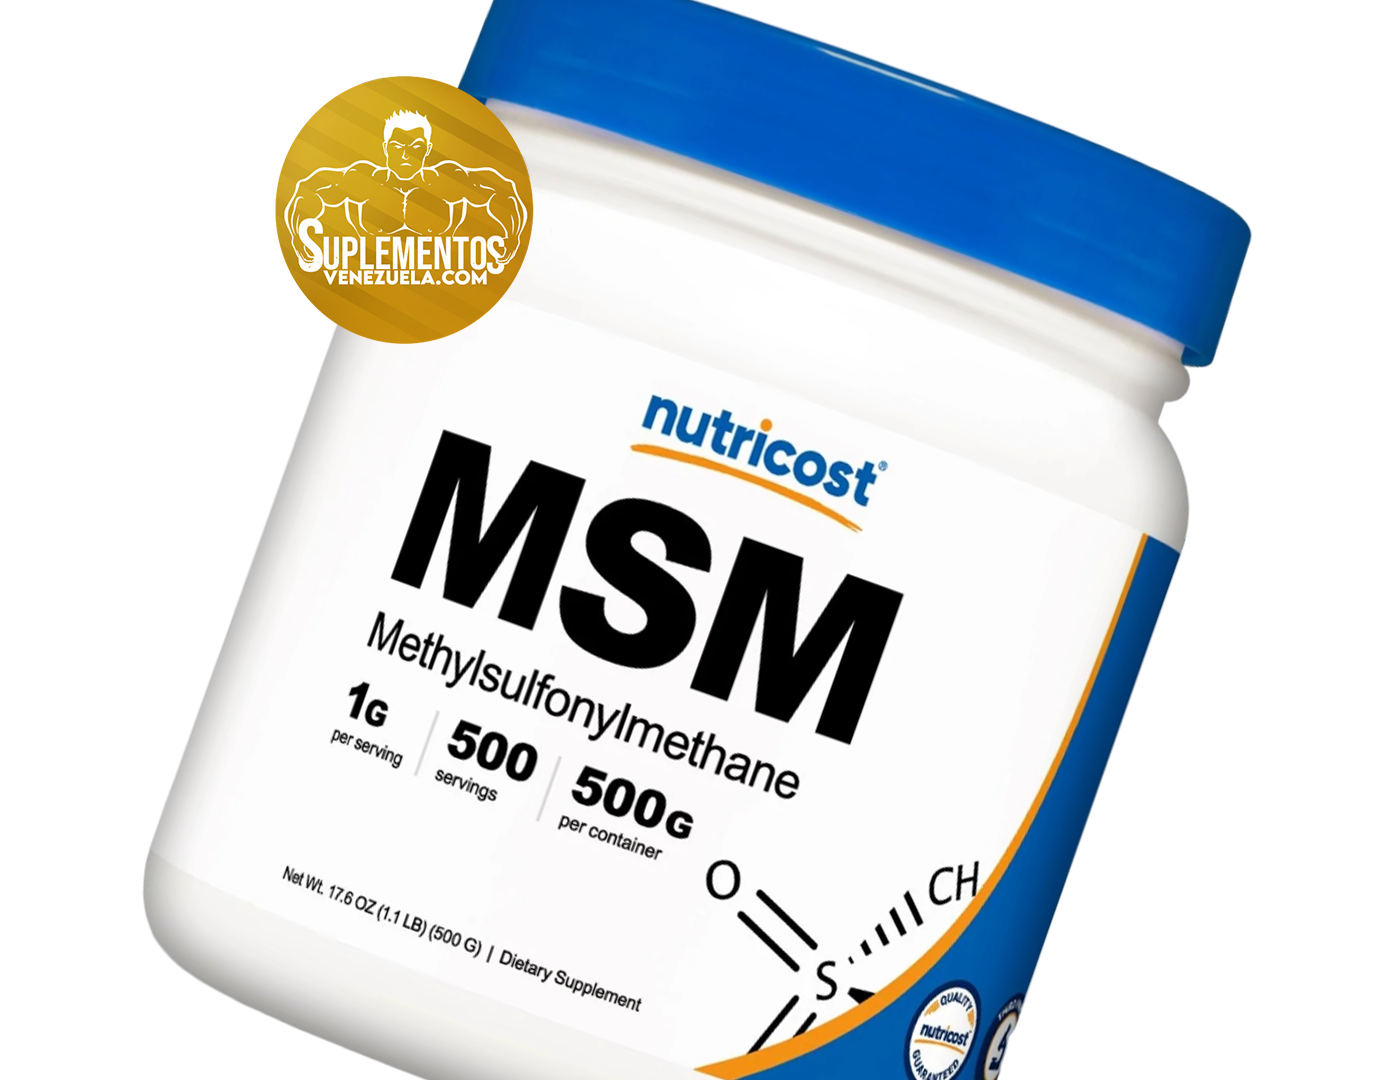 SUPLEMENTOS
VENEZUELA.COM
nutricost®
MSM
Methylsulfonylmethane
1G
per serving
500
servings
500G
per container
Net Wt. 17.6 OZ (1.1 LB) (500 G) | Dietary Supplement
O
CH
S
QUALITY
nutricost
GUARANTEED